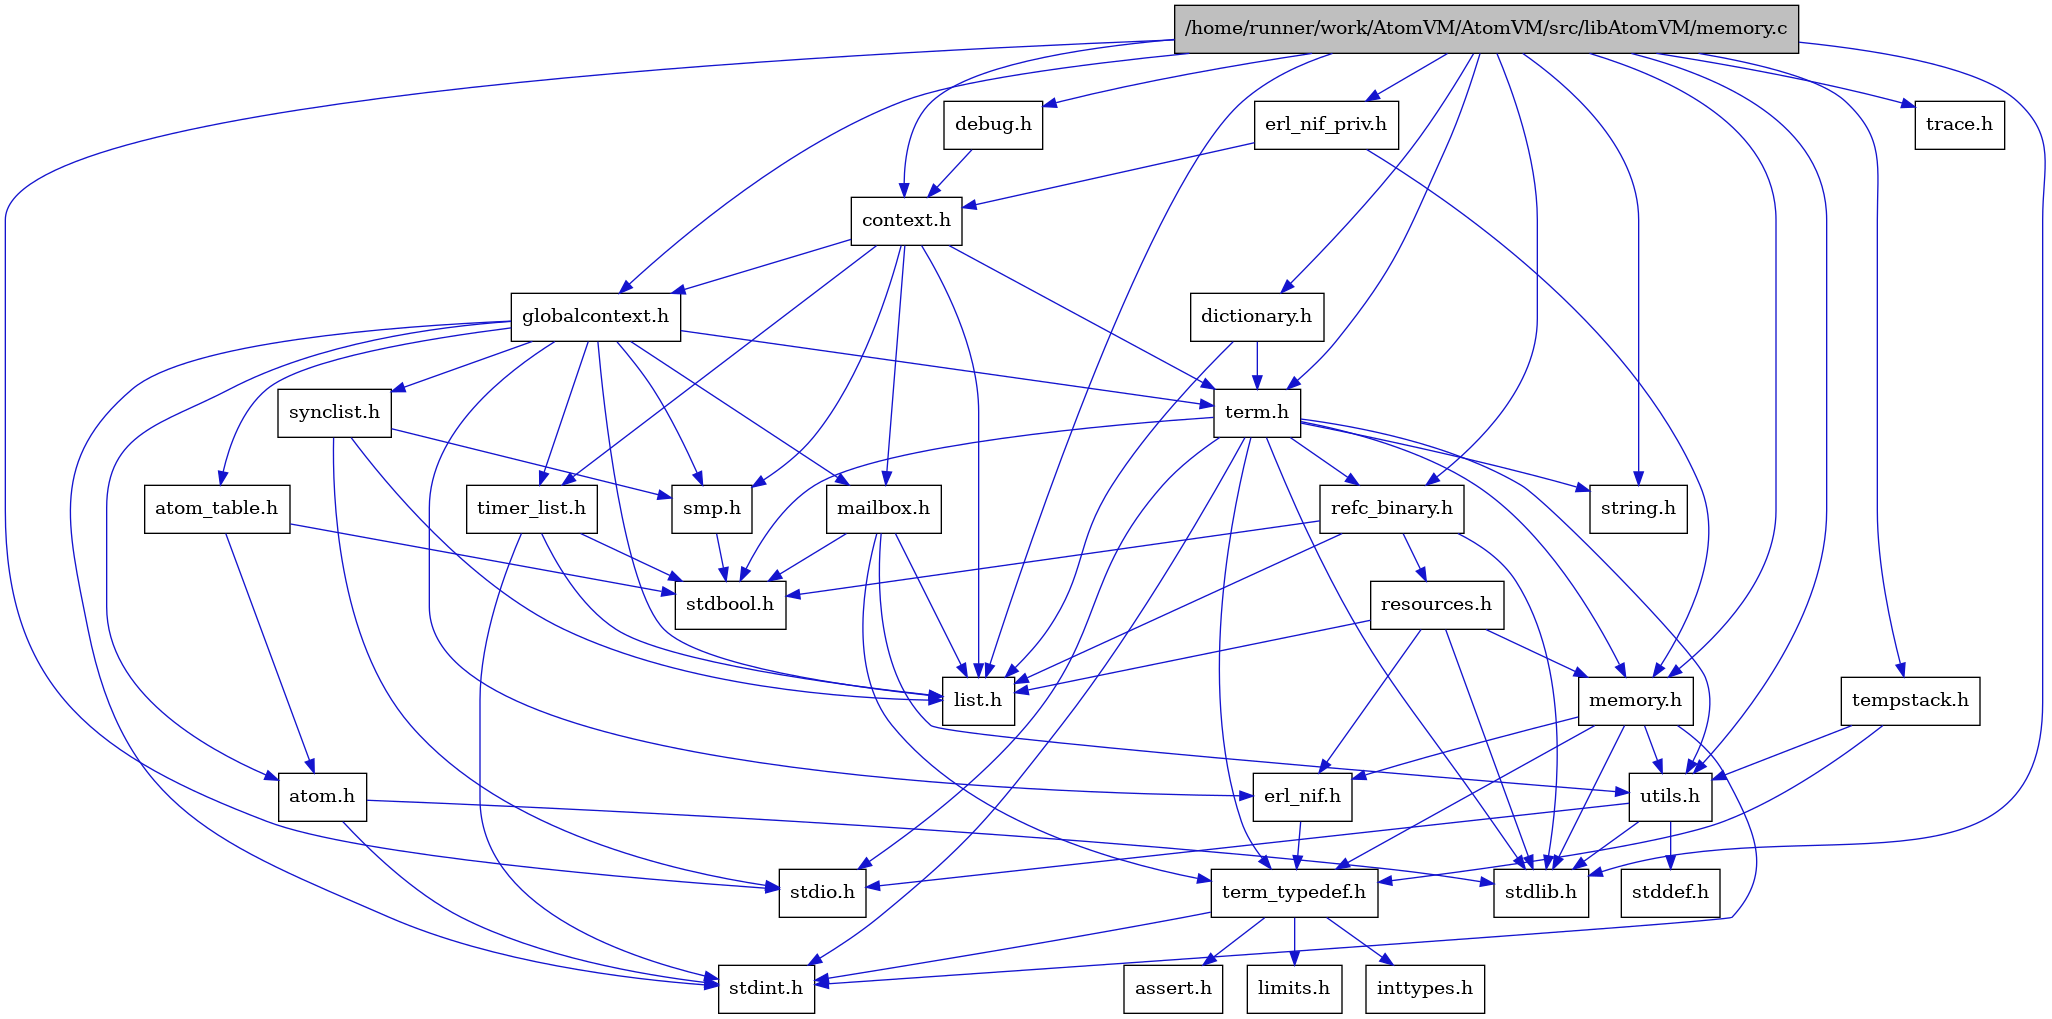 /home/runner/work/AtomVM/AtomVM/src/libAtomVM/memory.c
debug.h
erl_nif_priv.h
trace.h
context.h
globalcontext.h
dictionary.h
synclist.h
term.h
atom_table.h
timer_list.h
smp.h
mailbox.h
refc_binary.h
string.h
stdbool.h
resources.h
list.h
memory.h
tempstack.h
atom.h
erl_nif.h
utils.h
stdio.h
term_typedef.h
stdlib.h
stddef.h
stdint.h
assert.h
limits.h
inttypes.h